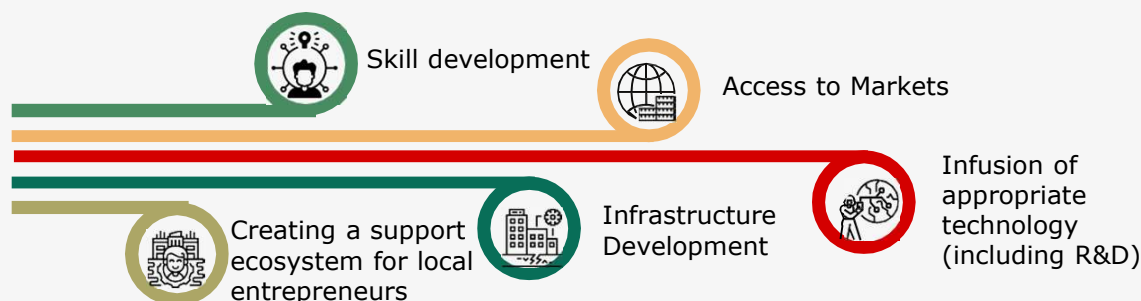 Skill development
Access to Markets
Infusion of
appropriate
technology
(including R&D)
Infrastructure
Development
Creating a support
ecosystem for local
entrepreneurs